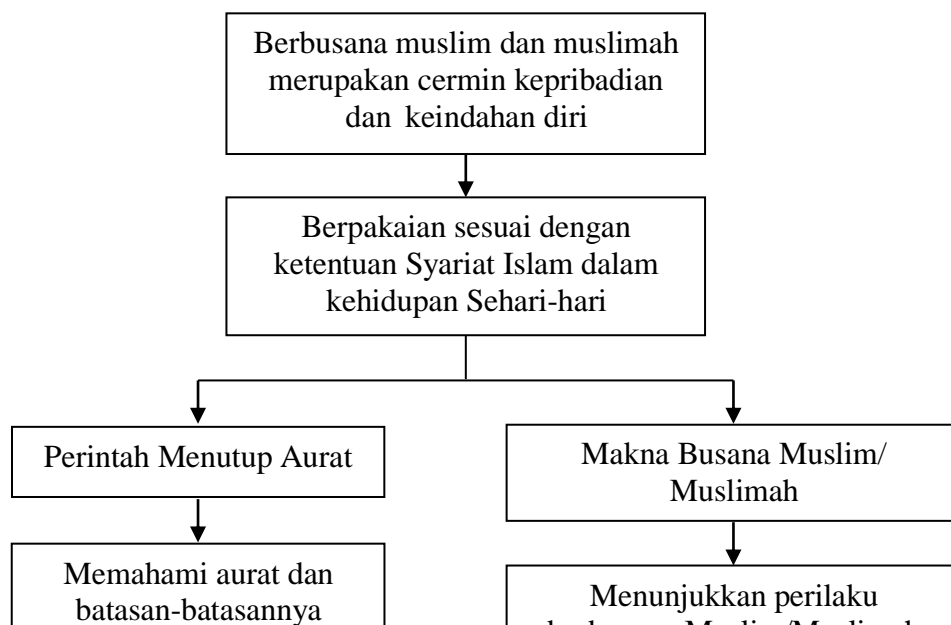 Berbusana muslim dan muslimah
merupakan cermin kepribadian
dan keindahan diri
Berpakaian sesuai dengan
ketentuan Syariat Islam dalam
kehidupan Sehari-hari
Perintah Menutup Aurat
Makna Busana Muslim/
Muslimah
Memahami aurat dan
batasan-batasannya
Menunjukkan perilaku